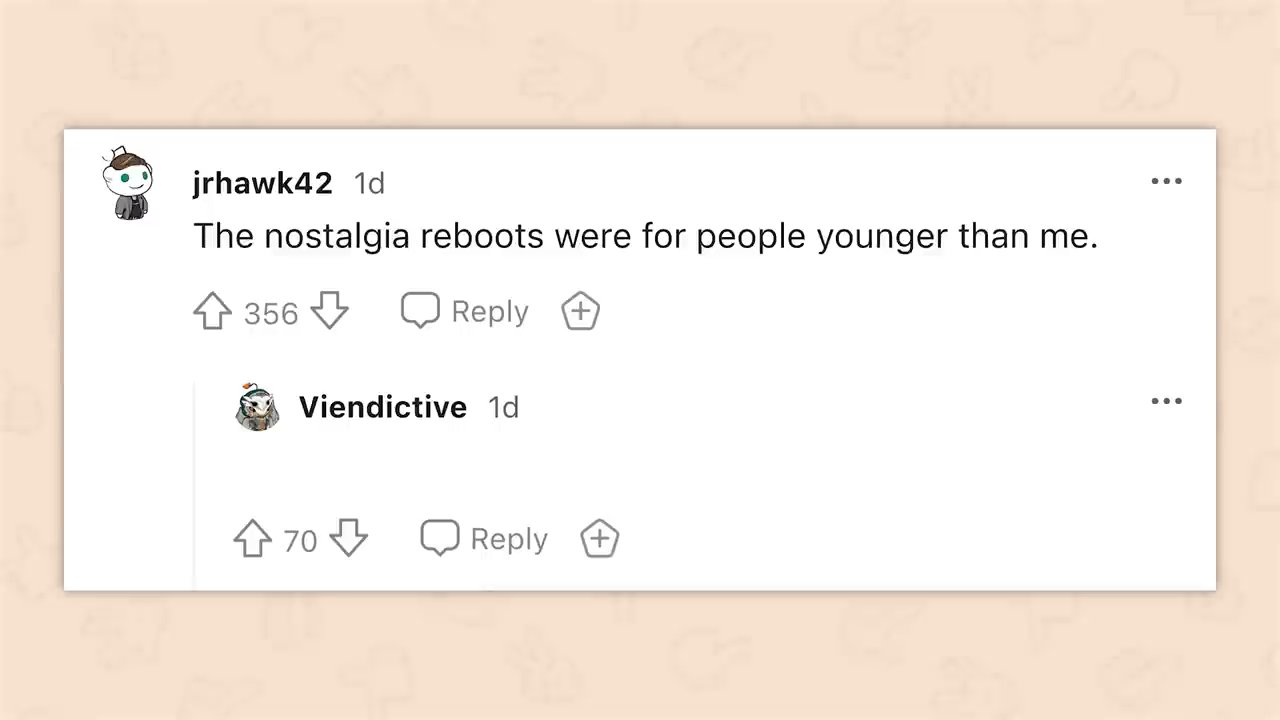 jrhawk42 1d
The nostalgia reboots were for people younger than me.
356 Reply
Viendictive 1d
70 Reply